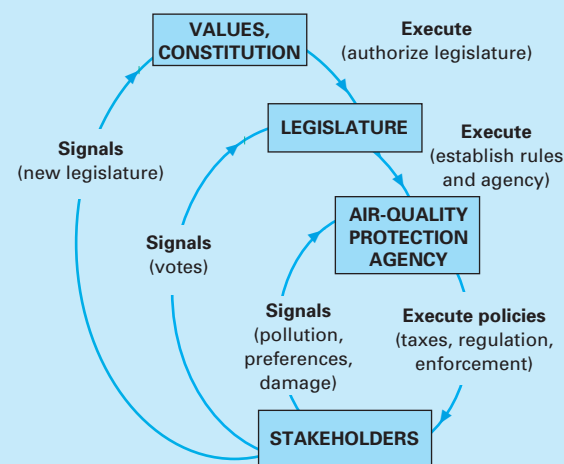 VALUES,
CONSTITUTION
Execute
(authorize legislature)
LEGISLATURE
Signals
(new legislature)
Execute
(establish rules
and agency)
AIR-QUALITY
PROTECTION
AGENCY
Signals
(votes)
Signals
(pollution,
preferences,
damage)
Execute policies
(taxes, regulation,
enforcement)
STAKEHOLDERS